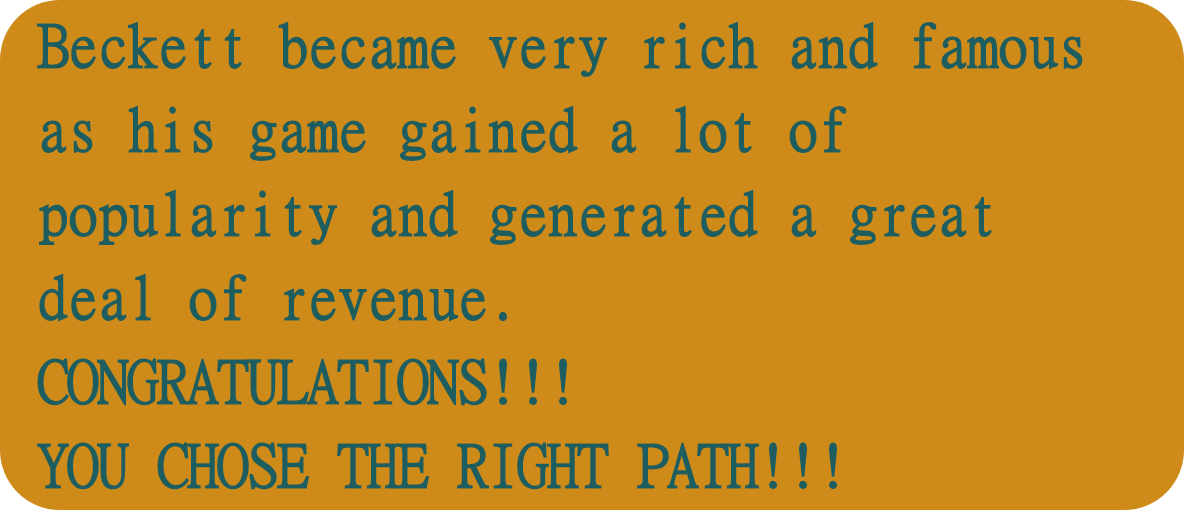 Beckett became very rich and famous
as his game gained a lot of
popularity and generated a great
deal of revenue.
CONGRATULATIONS!!!
YOU CHOSE THE RIGHT PATH!!!